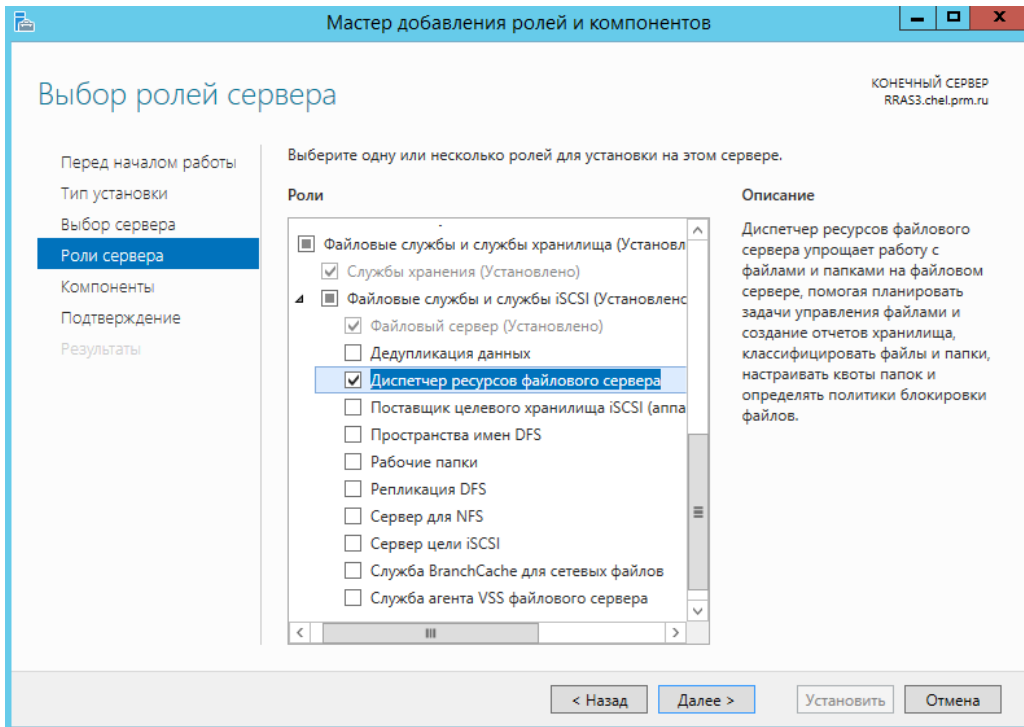 Мастер добавления ролей и компонентов
Выбор ролей сервера
КОНЕЧНЫЙ СЕРВЕР
RRAS3.chel.prm.ru
Перед началом работы
Тип установки
Выбор сервера
Роли сервера
Компоненты
Подтверждение
Результаты
Выберите одну или несколько ролей для установки на этом сервере.
Роли
Файловые службы и службы хранилища (Установл
Службы хранения (Установлено)
Файловые службы и службы iSCSI (Установленс
Файловый сервер (Установлено)
Дедупликация данных
Диспетчер ресурсов файлового сервера
Поставщик целевого хранилища iSCSI (аппа
Пространства имен DFS
Рабочие папки
Репликация DFS
Сервер для NFS
Сервер цели iSCSI
Служба BranchCache для сетевых файлов
Служба агента VSS файлового сервера
Описание
Диспетчер ресурсов файлового
сервера упрощает работу с
файлами и папками на файловом
сервере, помогая планировать
задачи управления файлами и
создание отчетов хранилища,
классифицировать файлы и папки,
настраивать квоты папок и
определять политики блокировки
файлов.
< Назад
Далее >
Установить
Отмена